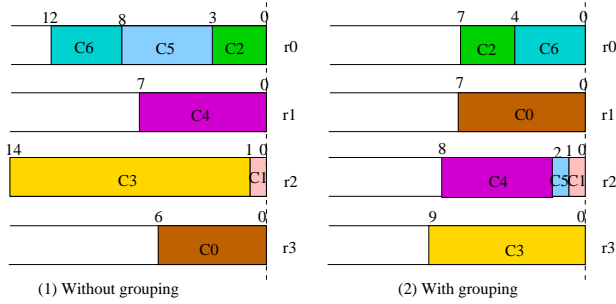 12 8 3 0 7 4 0
C6 C5 C2 r0 C2 C6 r0
7 0 7 0
C4 r1 C0 r1
14 1 0 8 2 1 0
C3 C1 r2 C4 C5 C1 r2
6 0 9 0
C0 r3 C3 r3
(1) Without grouping (2) With grouping